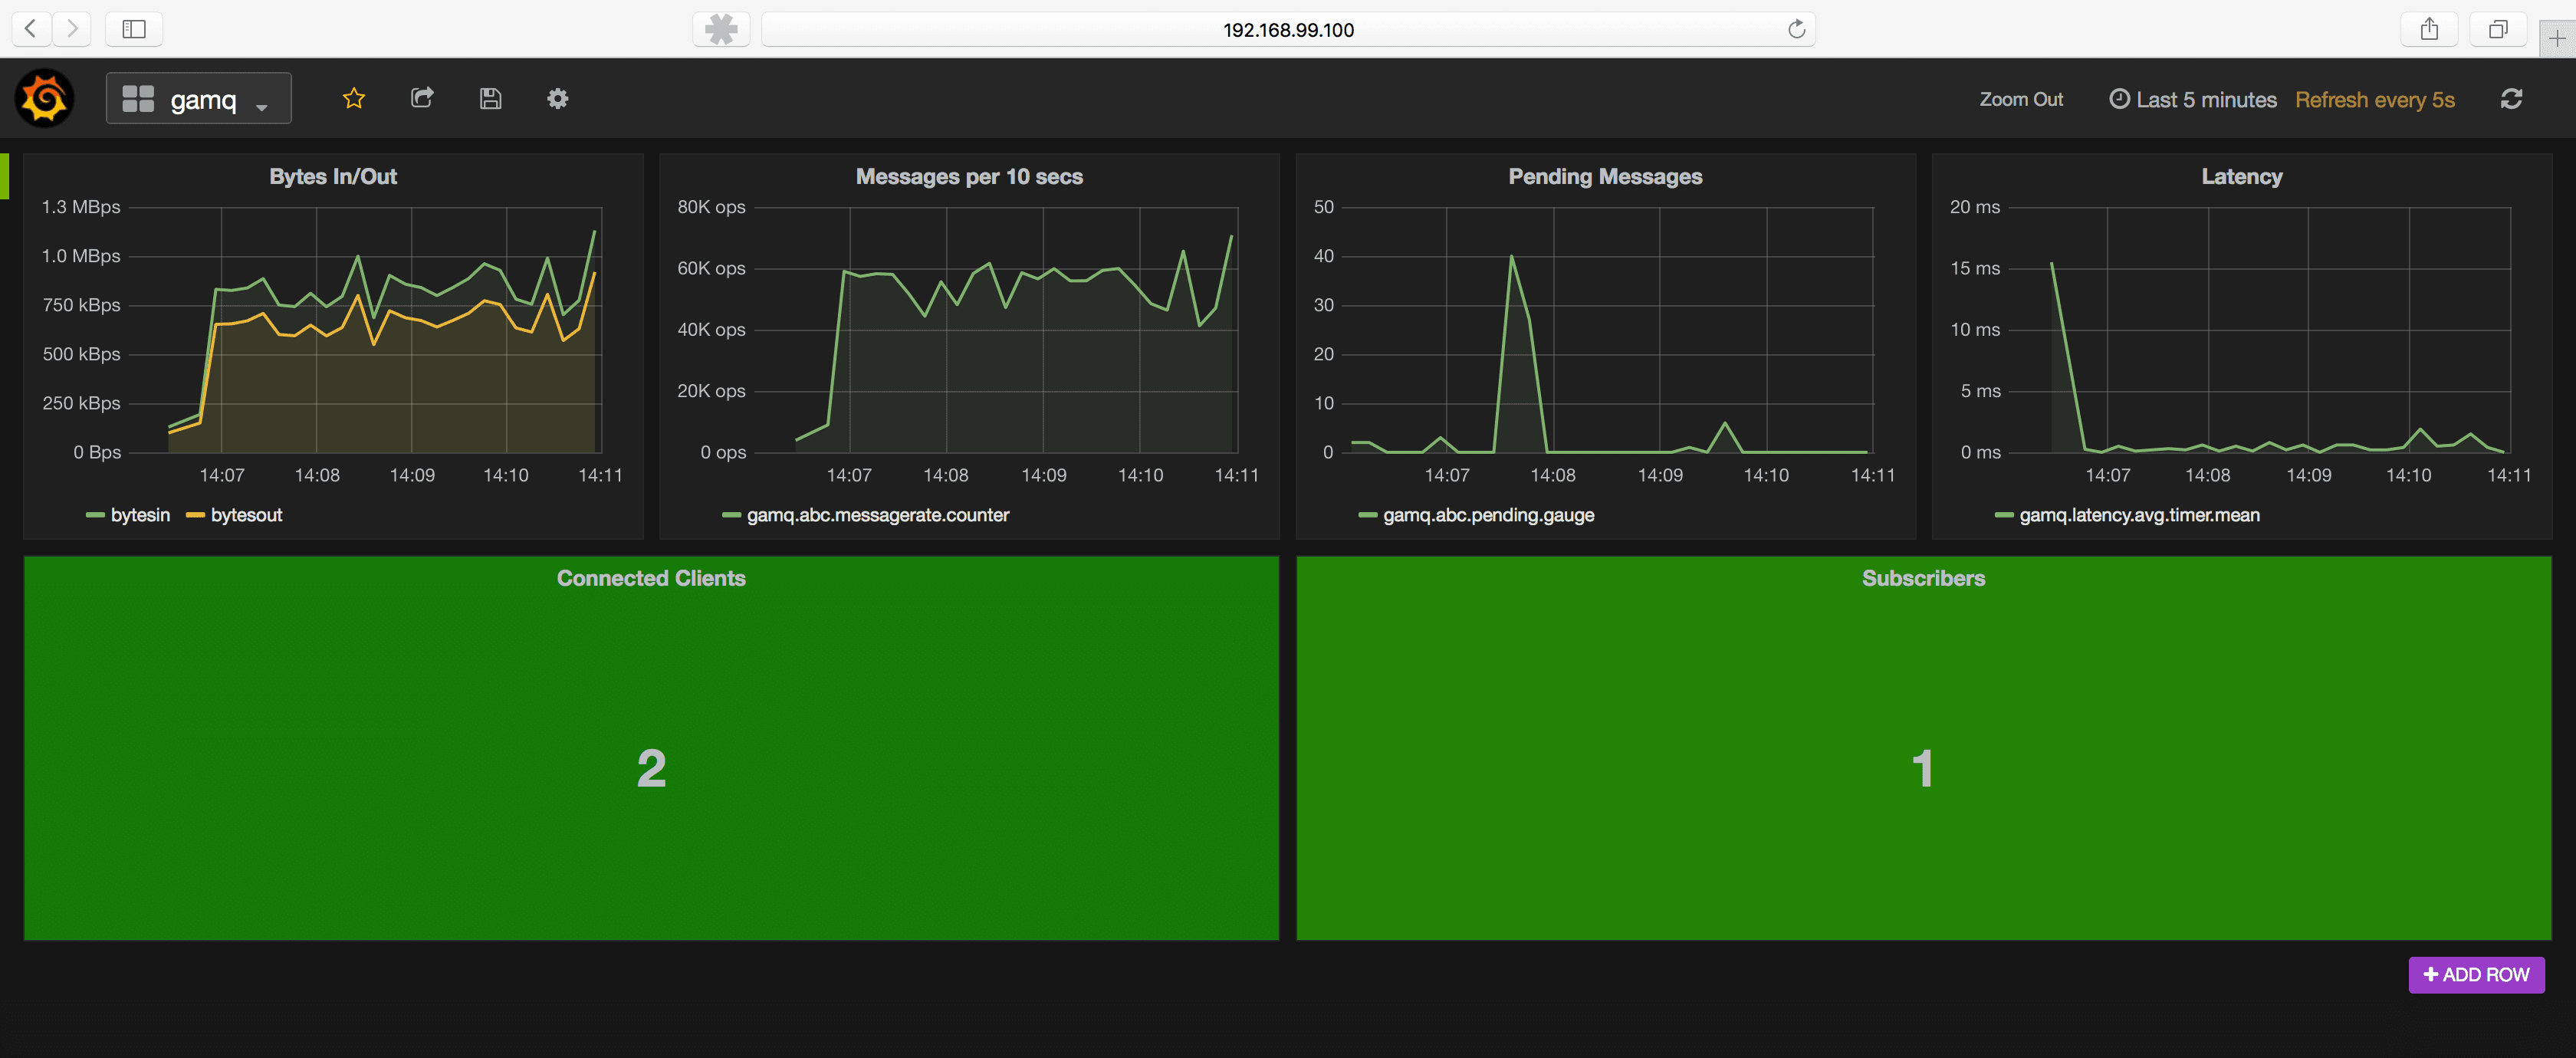 192.168.99.100
gamq
Zoom Out Last 5 minutes Refresh every 5s
Bytes In/Out
1.3 MBps
1.0 MBps
750 kBps
500 kBps
250 kBps
0 Bps
14:07 14:08 14:09 14:10 14:11
bytesin bytesout
Messages per 10 secs
80K ops
60K ops
40K ops
20K ops
0 ops
14:07 14:08 14:09 14:10 14:11
gamq.abc.messagerate.counter
Pending Messages
50
40
30
20
10
0
14:07 14:08 14:09 14:10 14:11
gamq.abc.pending.gauge
Latency
20 ms
15 ms
10 ms
5 ms
0 ms
14:07 14:08 14:09 14:10 14:11
gamq.latency.avg.timer.mean
Connected Clients
2
Subscribers
1
+ ADD ROW